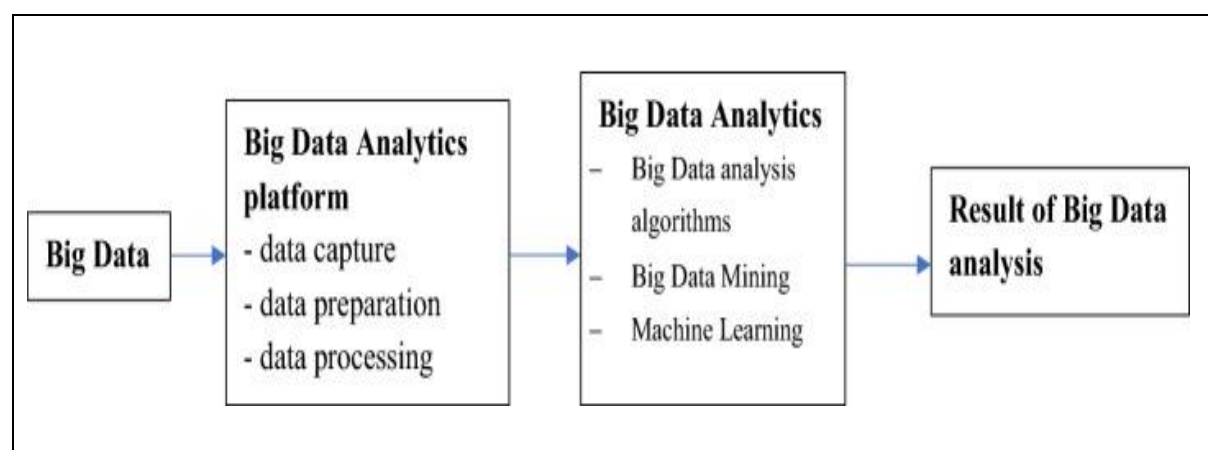 Big Data
Big Data Analytics
platform
- data capture
- data preparation
- data processing
Big Data Analytics
– Big Data analysis
algorithms
– Big Data Mining
– Machine Learning
Result of Big Data
analysis